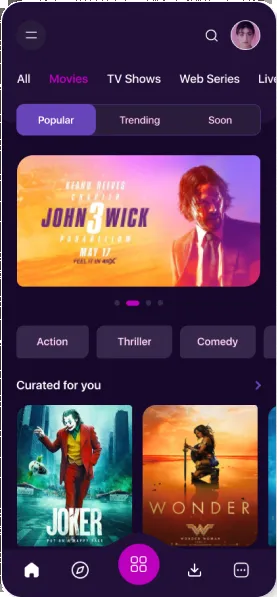 All Movies TV Shows Web Series Live
Popular Trending Soon
KEANU REEVES
JOHN 3 WICK
PARABELLUM
MAY 17
FEEL IT IN 4DX
Action Thriller Comedy
Curated for you
JOKER
PUT ON A HAPPY FACE
WONDER
WONDER WOMAN